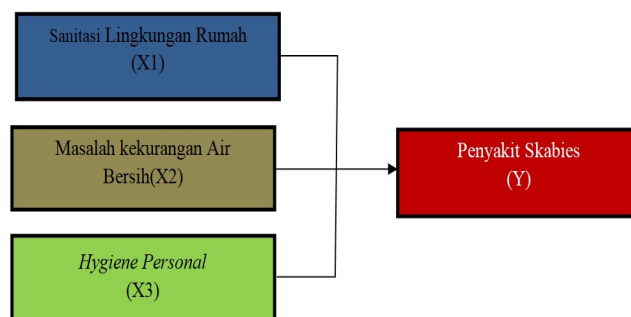 Sanitasi Lingkungan Rumah
(X1)
Masalah kekurangan Air
Bersih(X2)
Hygiene Personal
(X3)
Penyakit Skabies
(Y)